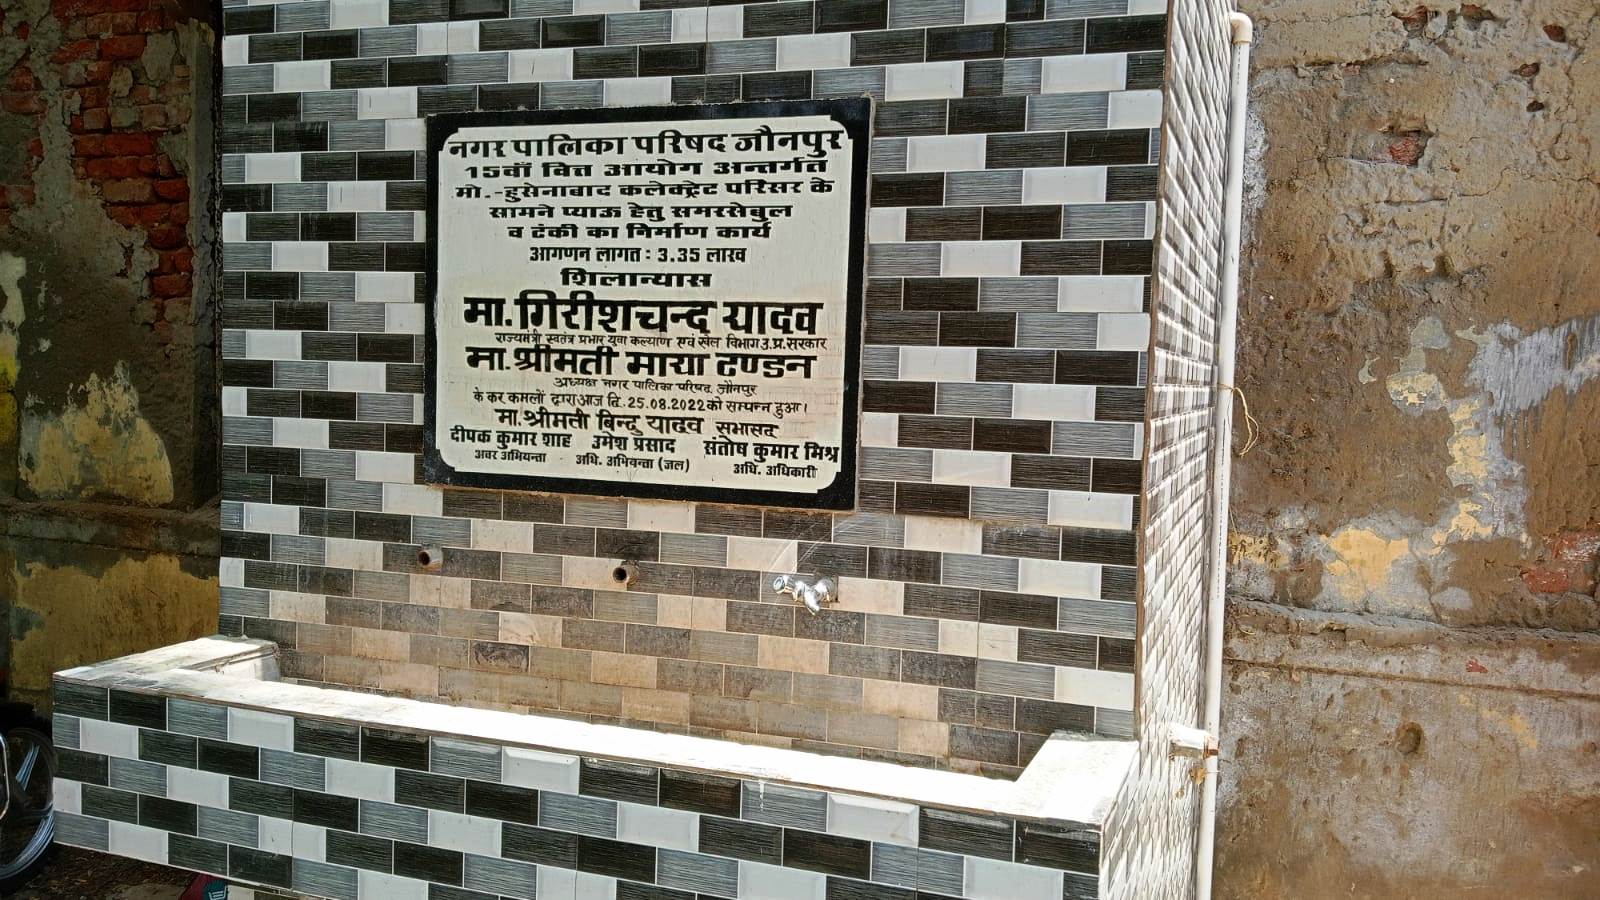 नगर पालिका परिषद जौनपुर
15वाँ वित्त आयोग अन्तर्गत
मो.-हुसेनाबाद कलेक्ट्रेट परिसर के
सामने प्याऊ हेतु समरसेबुल
व टंकी का निर्माण कार्य
आगणन लागत : 3.35 लाख
शिलान्यास
मा. गिरीशचन्द यादव
राज्यमंत्री स्वतंत्र प्रभार युवा कल्याण एवं खेल विभाग उ.प्र.सरकार
मा. श्रीमती माया टण्डन
अध्यक्ष नगर पालिका परिषद, जौनपुर
के कर कमलों द्वारा आज दि. 25.08.2022 को सम्पन्न हुआ।
मा. श्रीमती बिन्दु यादव सभासद्
दीपक कुमार शाह उमेश प्रसाद संतोष कुमार मिश्र
अवर अभियन्ता अधि. अभियन्ता (जल) अधि. अधिकारी